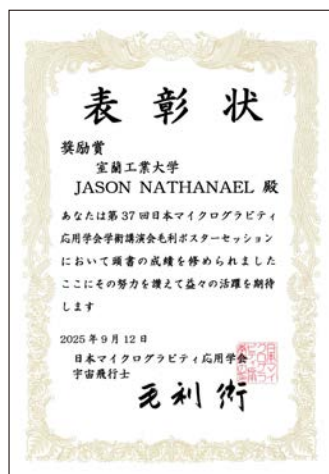 表彰状
奨励賞
室蘭工業大学
JASON NATHANAEL 殿
あなたは第37回日本マイクログラビティ
応用学会学術講演会毛利ポスターセッション
において頭書の成績を修められました
ここにその努力を讃えて益々の活躍を期待
します
2025年9月12日
日本マイクログラビティ応用学会
宇宙飛行士
毛利衛